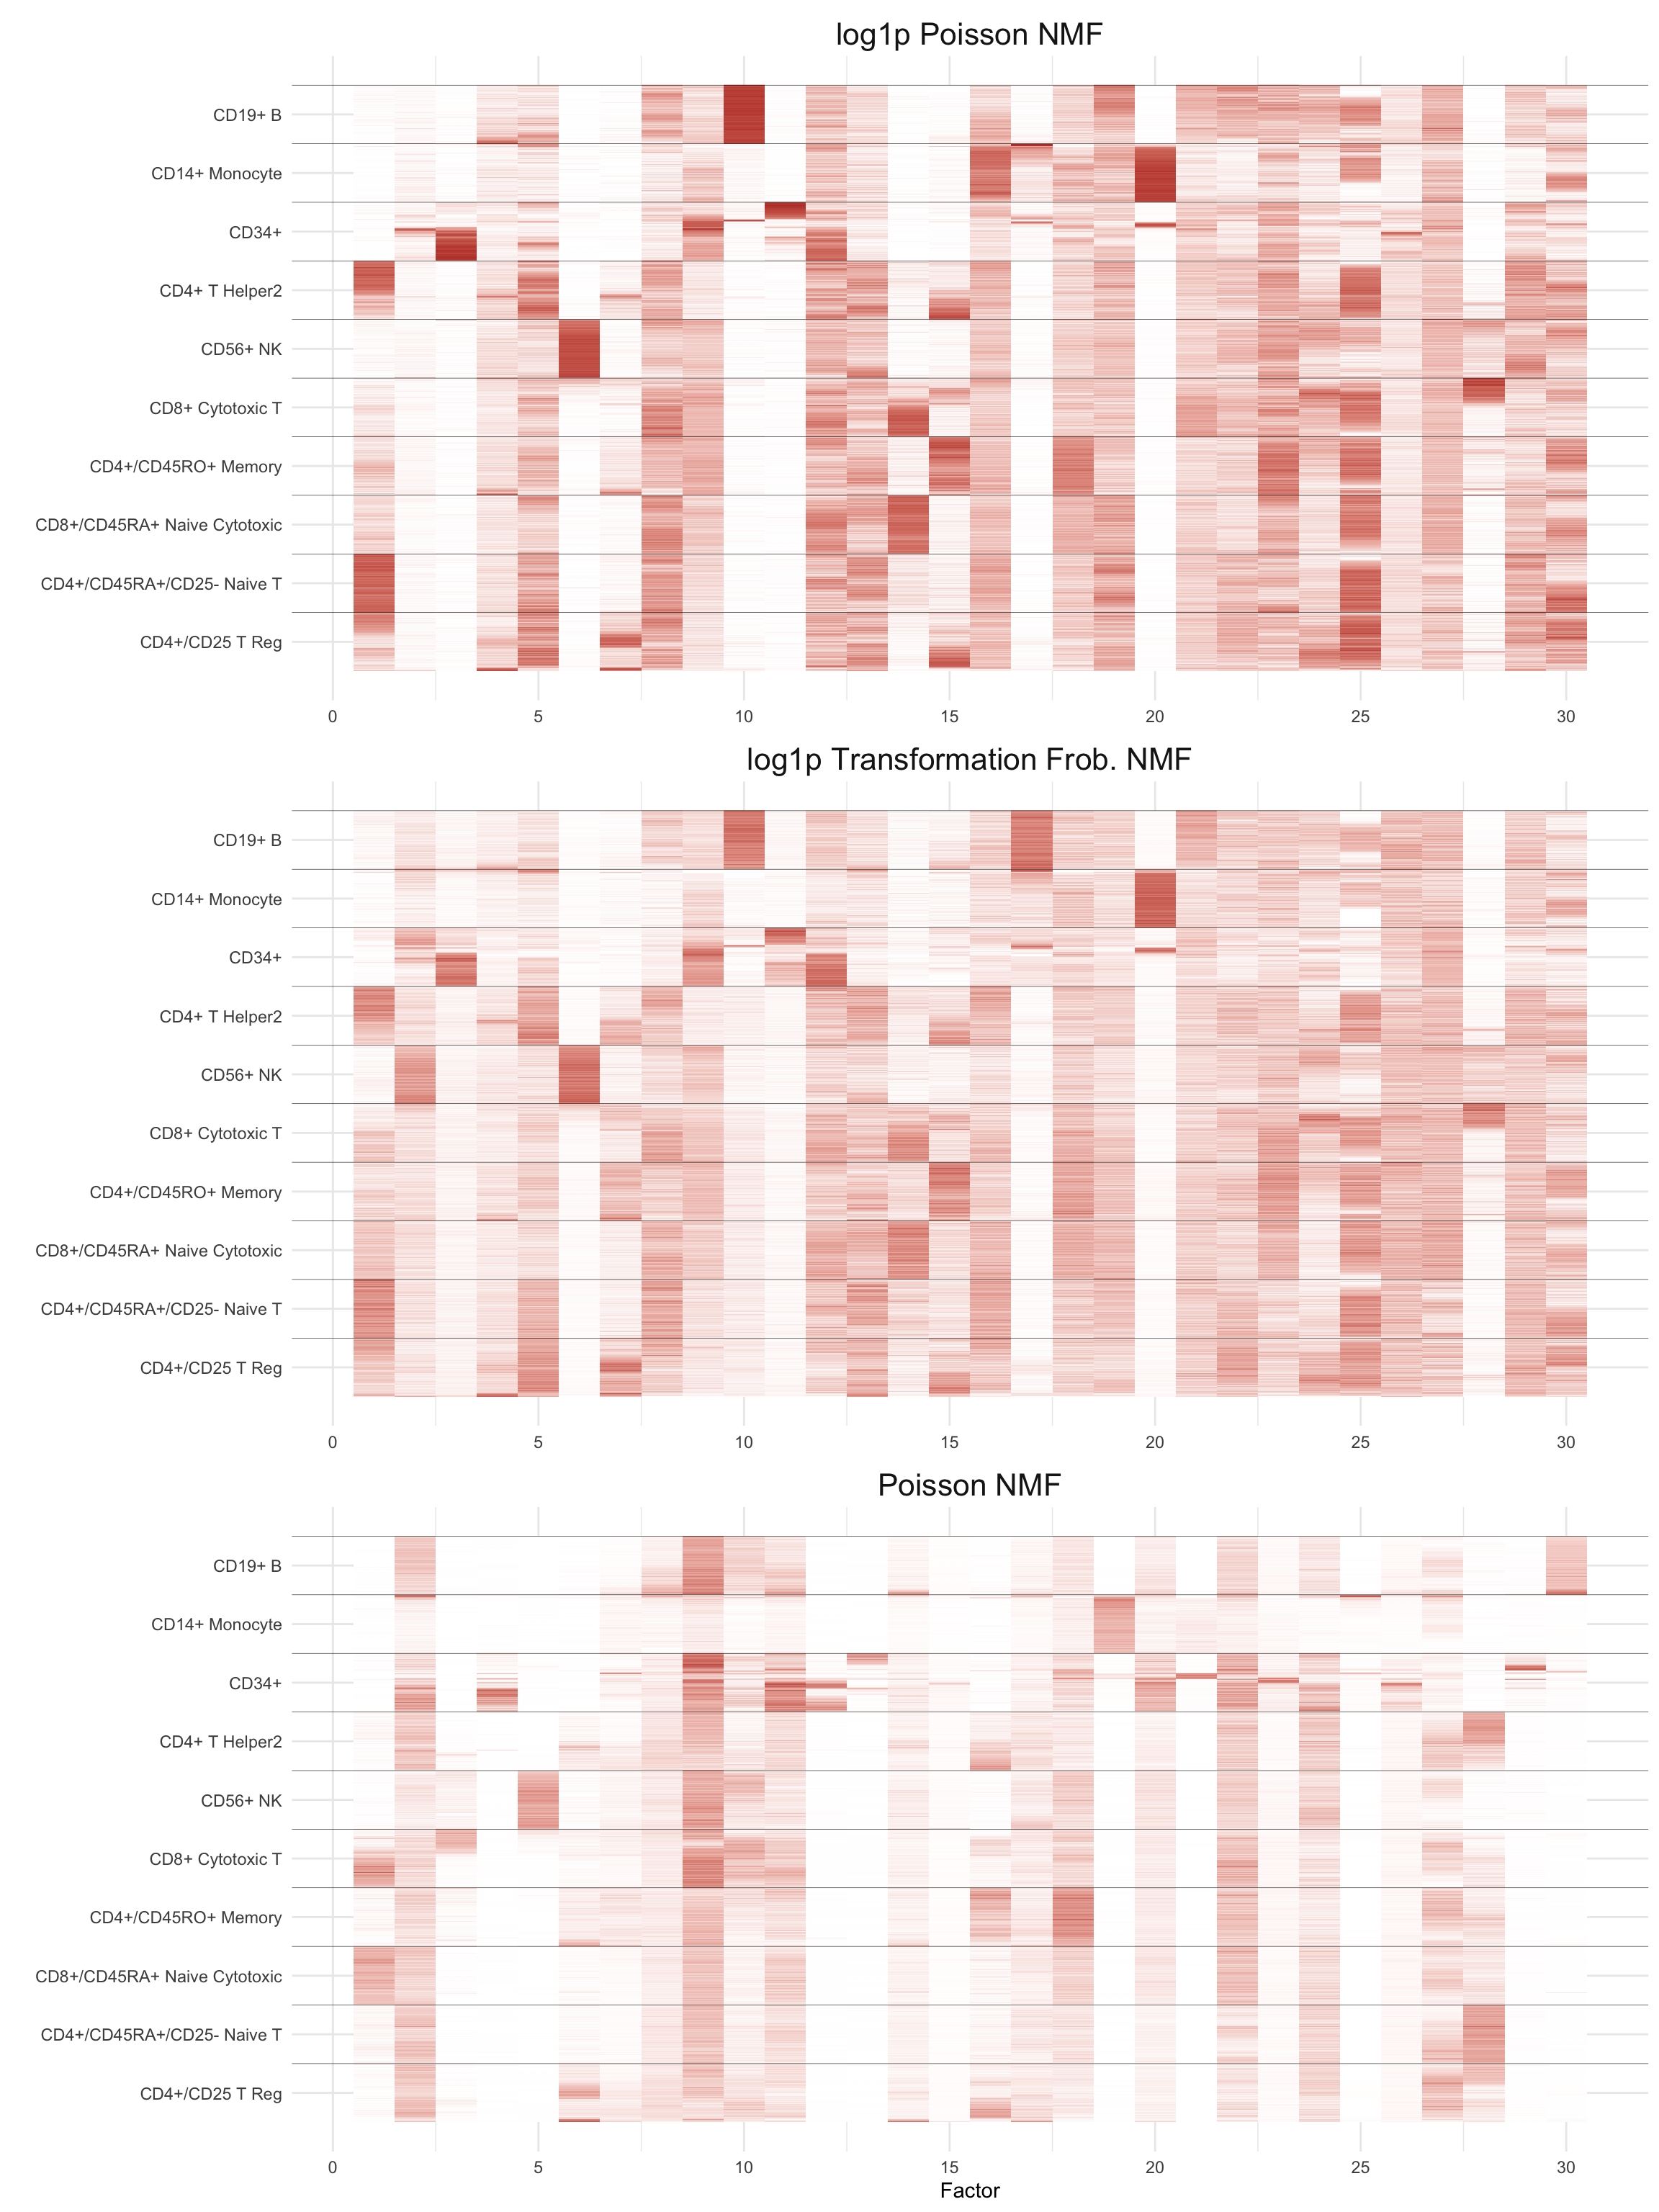 log1p Poisson NMF
CD19+ B
CD14+ Monocyte
CD34+
CD4+ T Helper2
CD56+ NK
CD8+ Cytotoxic T
CD4+/CD45RO+ Memory
CD8+/CD45RA+ Naive Cytotoxic
CD4+/CD45RA+/CD25- Naive T
CD4+/CD25 T Reg
0 5 10 15 20 25 30
log1p Transformation Frob. NMF
CD19+ B
CD14+ Monocyte
CD34+
CD4+ T Helper2
CD56+ NK
CD8+ Cytotoxic T
CD4+/CD45RO+ Memory
CD8+/CD45RA+ Naive Cytotoxic
CD4+/CD45RA+/CD25- Naive T
CD4+/CD25 T Reg
0 5 10 15 20 25 30
Poisson NMF
CD19+ B
CD14+ Monocyte
CD34+
CD4+ T Helper2
CD56+ NK
CD8+ Cytotoxic T
CD4+/CD45RO+ Memory
CD8+/CD45RA+ Naive Cytotoxic
CD4+/CD45RA+/CD25- Naive T
CD4+/CD25 T Reg
0 5 10 15 20 25 30
Factor